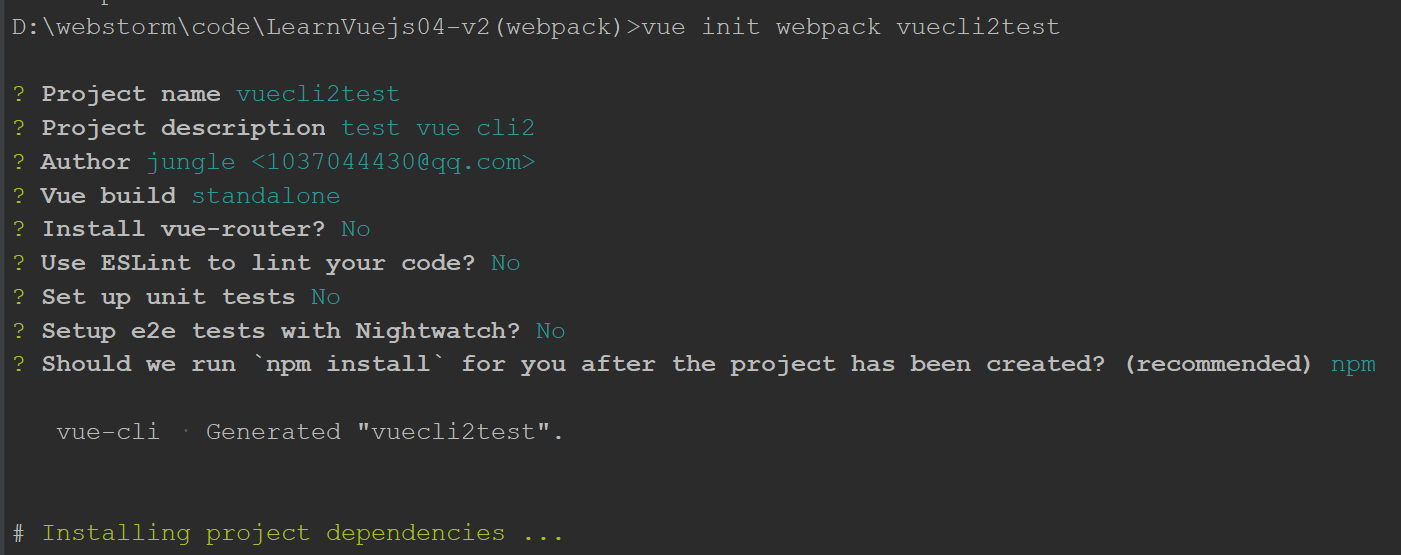 D:\webstorm\code\LearnVuejs04-v2(webpack)>vue init webpack vuecli2test
? Project name vuecli2test
? Project description test vue cli2
? Author jungle <1037044430@qq.com>
? Vue build standalone
? Install vue-router? No
? Use ESLint to lint your code? No
? Set up unit tests No
? Setup e2e tests with Nightwatch? No
? Should we run `npm install` for you after the project has been created? (recommended) npm
vue-cli · Generated "vuecli2test".
# Installing project dependencies ...